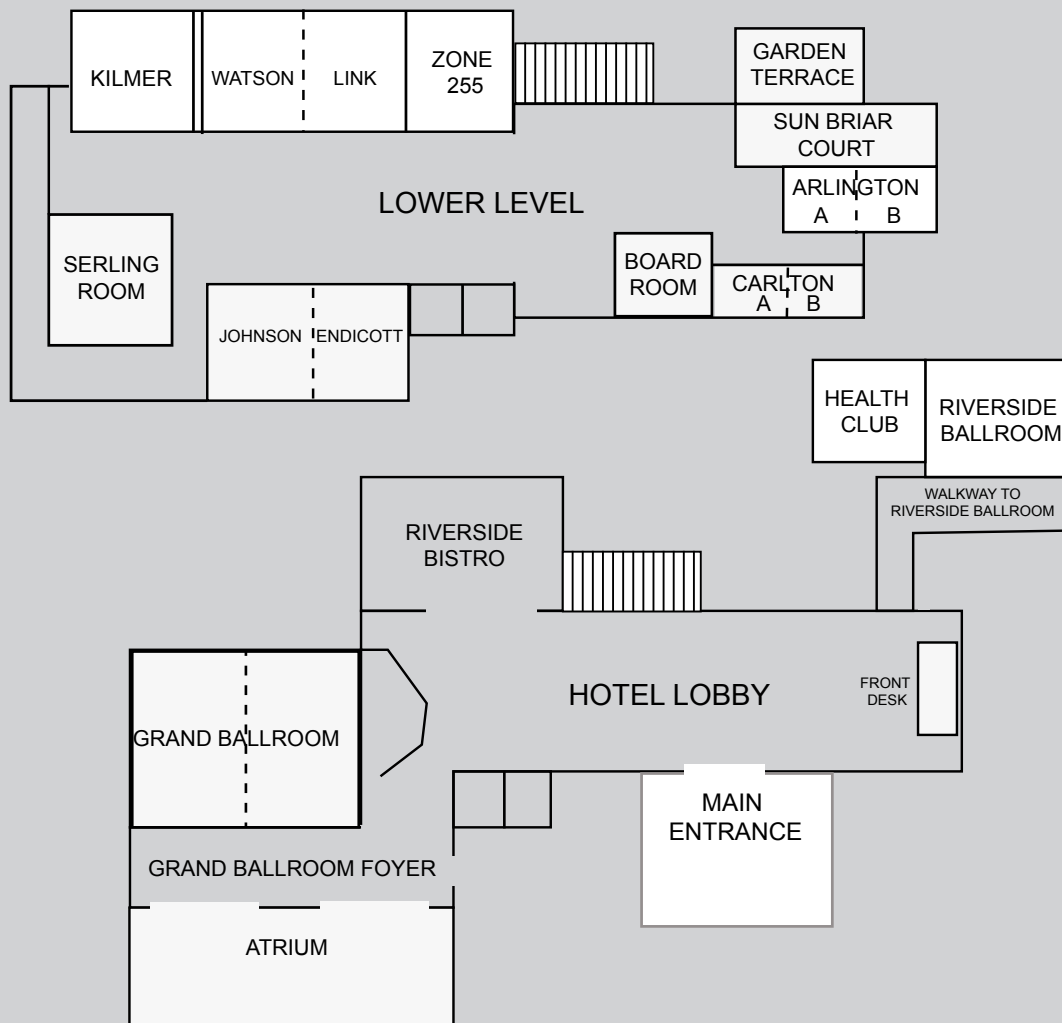 KILMER
WATSON
LINK
ZONE
255
GARDEN
TERRACE
SUN BRIAR
COURT
ARLINGTON
A B
LOWER LEVEL
SERLING
ROOM
BOARD
ROOM
CARLTON
A B
JOHNSON
ENDICOTT
HEALTH
CLUB
RIVERSIDE
BALLROOM
WALKWAY TO
RIVERSIDE BALLROOM
RIVERSIDE
BISTRO
HOTEL LOBBY
FRONT
DESK
GRAND BALLROOM
MAIN
ENTRANCE
GRAND BALLROOM FOYER
ATRIUM